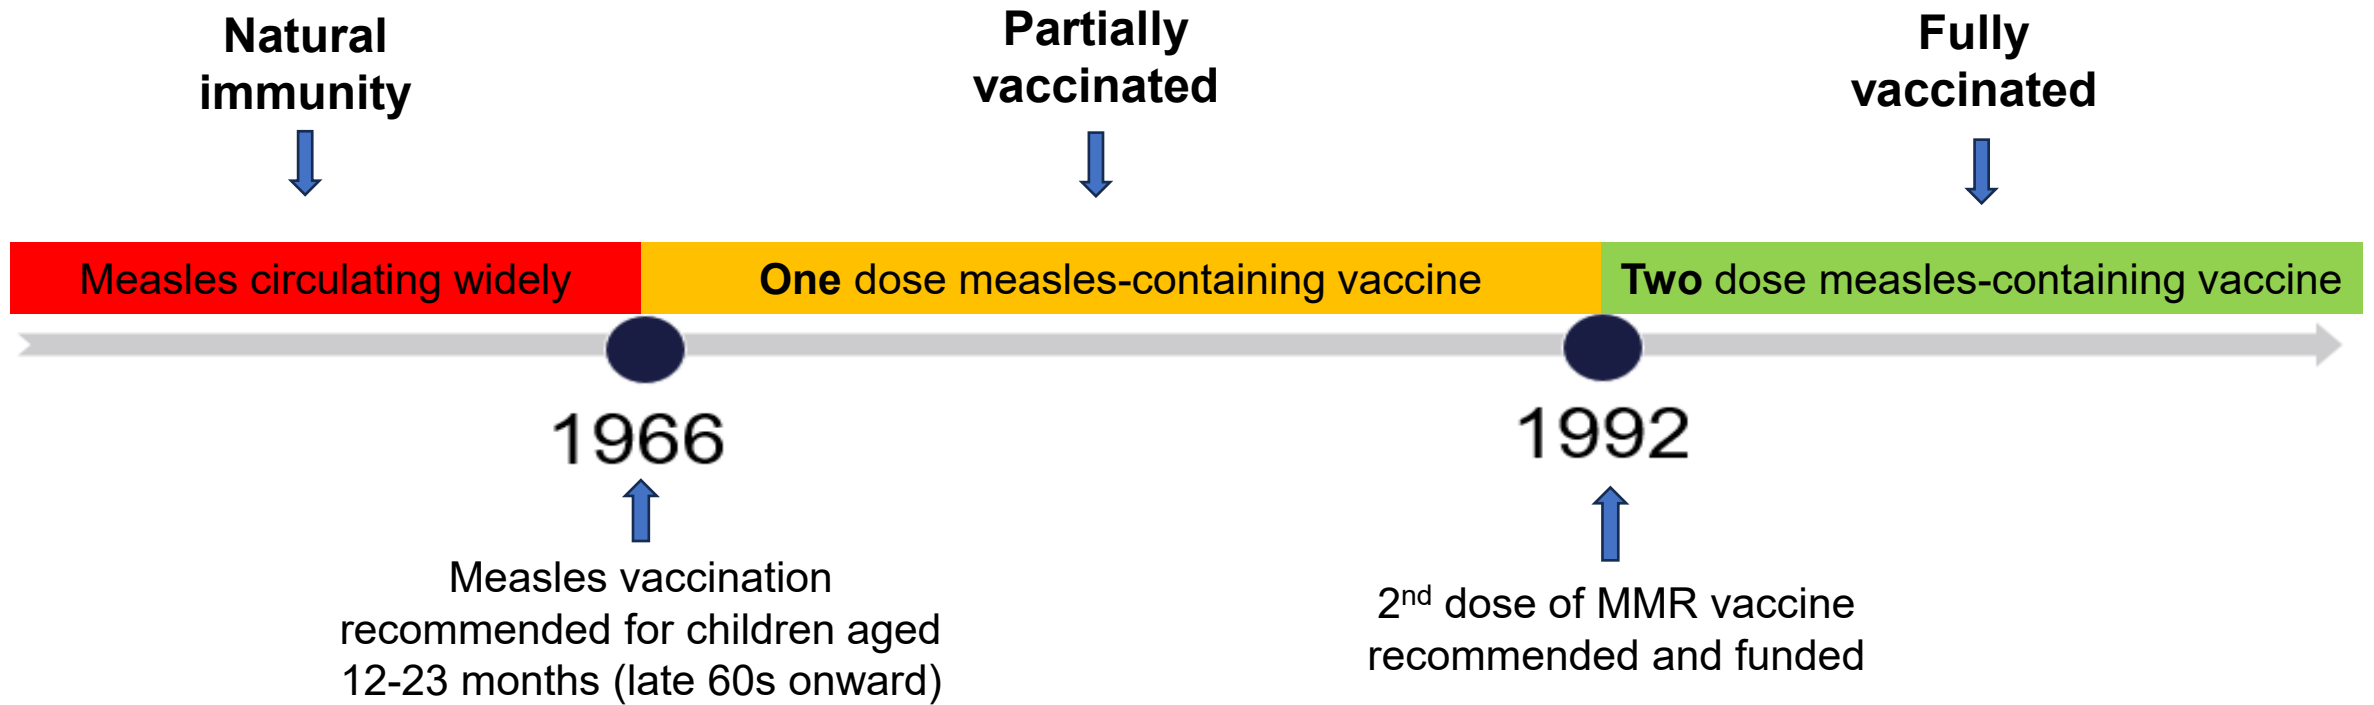 Natural
immunity
Partially
vaccinated
Fully
vaccinated
Measles circulating widely
One dose measles-containing vaccine
Two dose measles-containing vaccine
1966
1992
Measles vaccination
recommended for children aged
12-23 months (late 60s onward)
2nd dose of MMR vaccine
recommended and funded